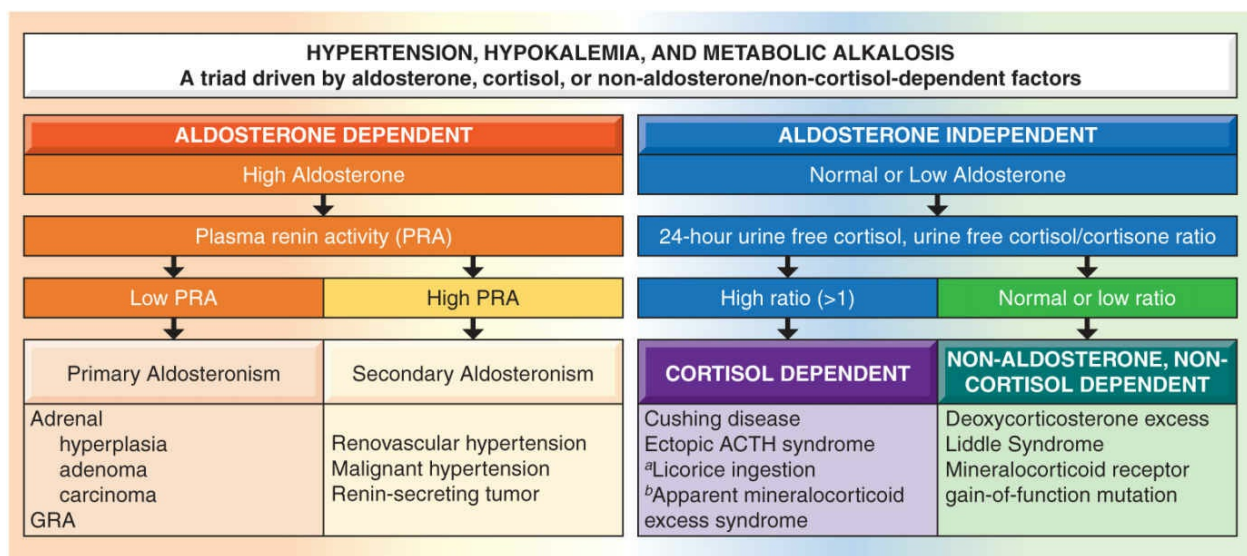 HYPERTENSION, HYPOKALEMIA, AND METABOLIC ALKALOSIS
A triad driven by aldosterone, cortisol, or non-aldosterone/non-cortisol-dependent factors
ALDOSTERONE DEPENDENT
High Aldosterone
Plasma renin activity (PRA)
Low PRA
High PRA
Primary Aldosteronism
Secondary Aldosteronism
Adrenal
hyperplasia
adenoma
carcinoma
GRA
Renovascular hypertension
Malignant hypertension
Renin-secreting tumor
ALDOSTERONE INDEPENDENT
Normal or Low Aldosterone
24-hour urine free cortisol, urine free cortisol/cortisone ratio
High ratio (>1)
Normal or low ratio
CORTISOL DEPENDENT
NON-ALDOSTERONE, NON-
CORTISOL DEPENDENT
Cushing disease
Ectopic ACTH syndrome
aLicorice ingestion
bApparent mineralocorticoid
excess syndrome
Deoxycorticosterone excess
Liddle Syndrome
Mineralocorticoid receptor
gain-of-function mutation